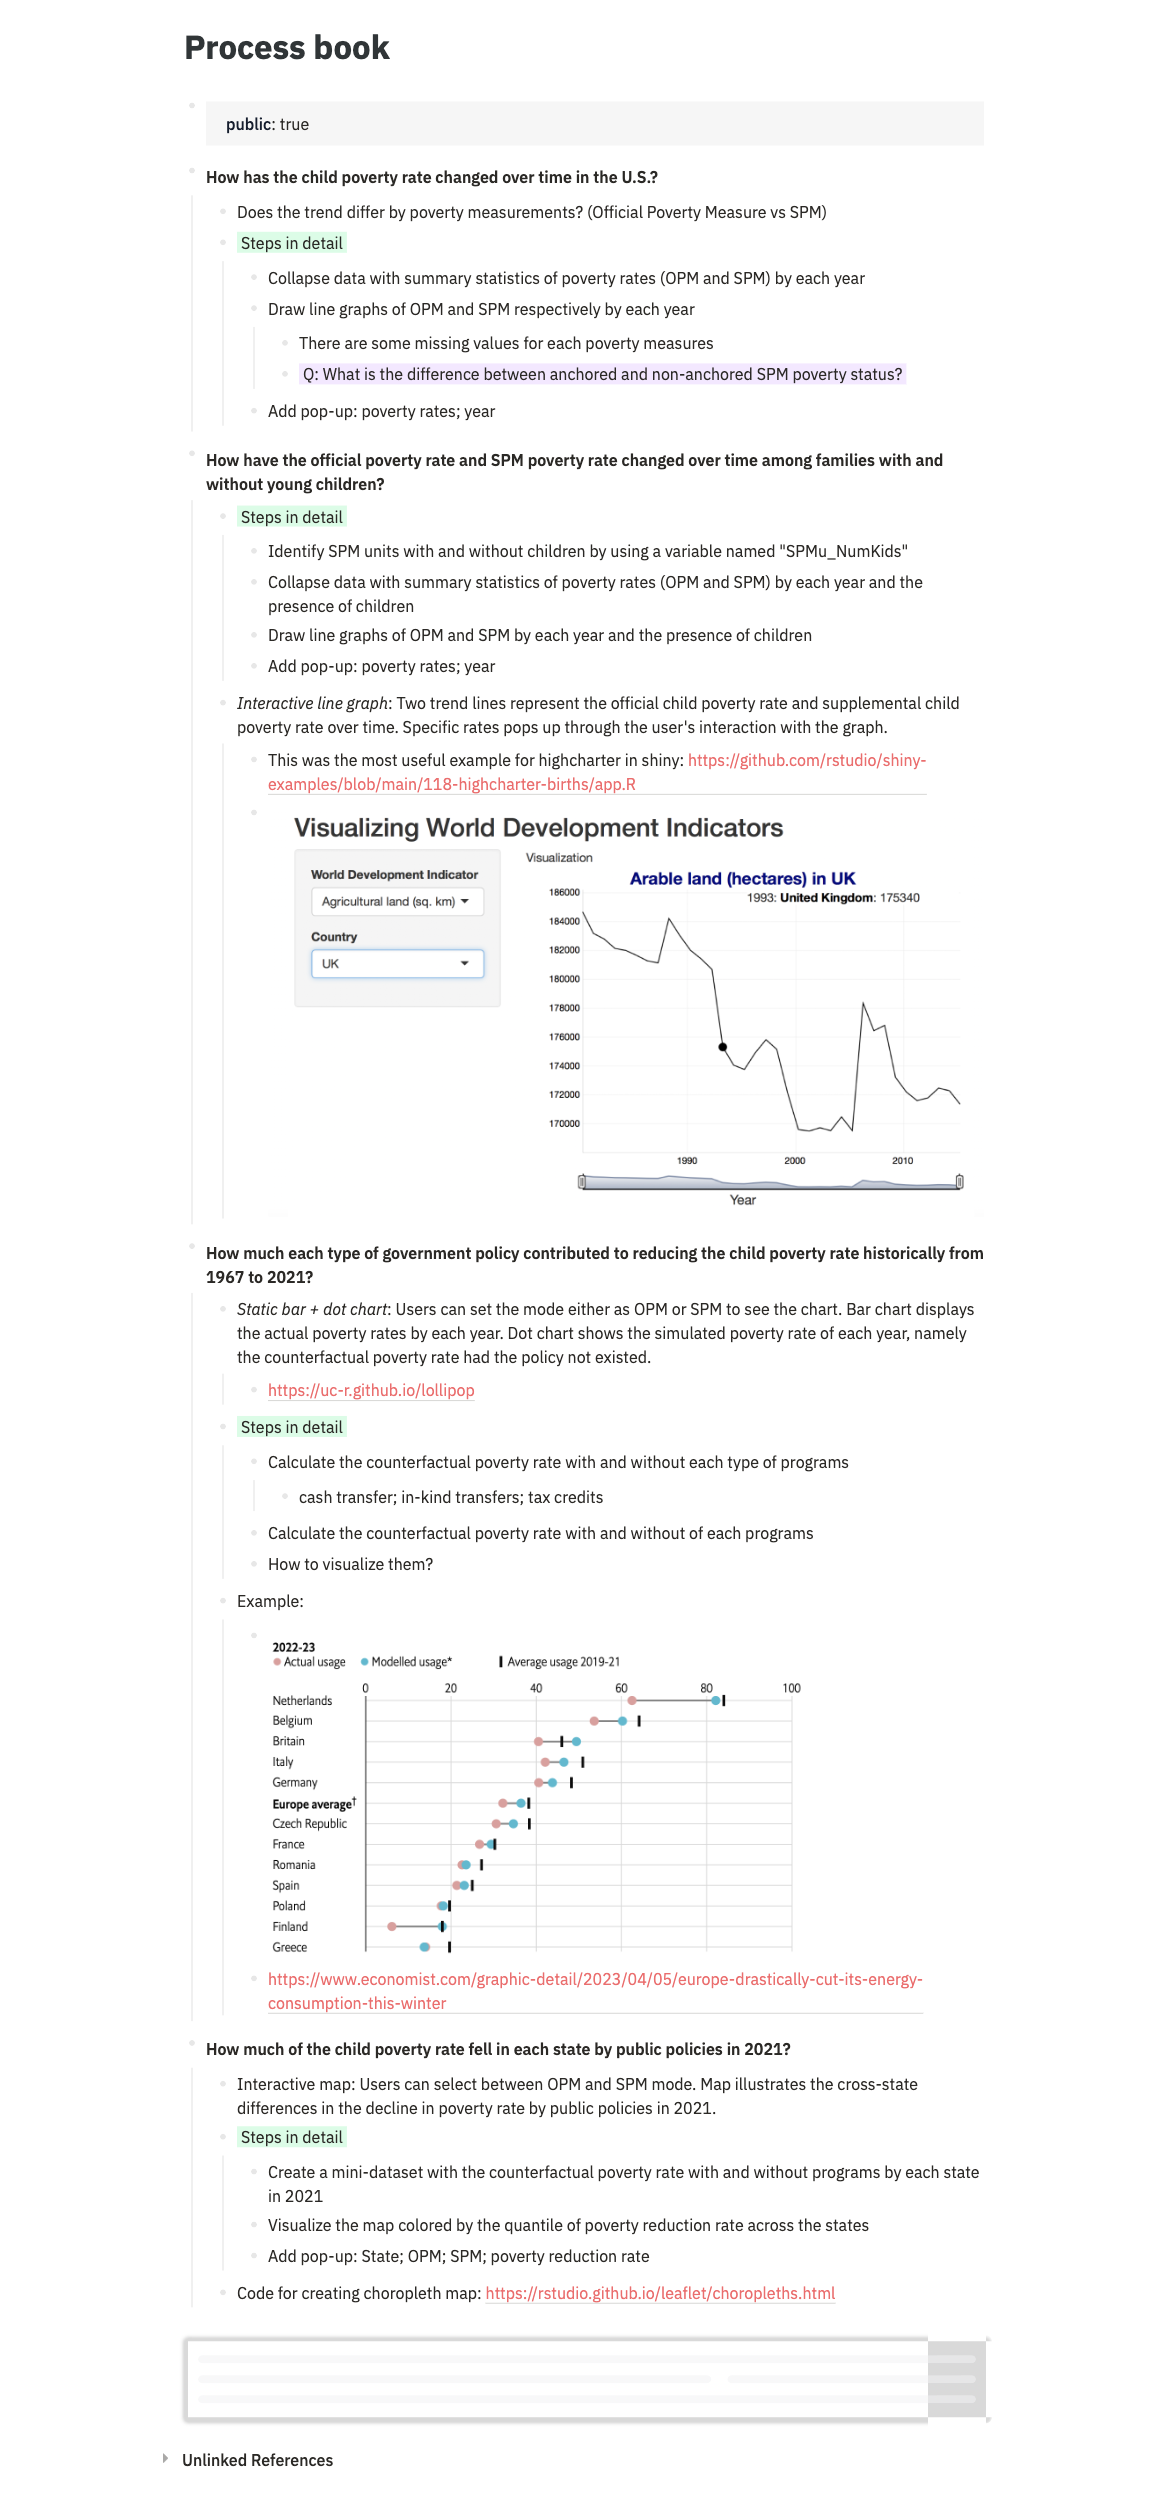 Process book
public: true
How has the child poverty rate changed over time in the U.S.?
Does the trend differ by poverty measurements? (Official Poverty Measure vs SPM)
Steps in detail
Collapse data with summary statistics of poverty rates (OPM and SPM) by each year
Draw line graphs of OPM and SPM respectively by each year
There are some missing values for each poverty measures
Q: What is the difference between anchored and non-anchored SPM poverty status?
Add pop-up: poverty rates; year
How have the official poverty rate and SPM poverty rate changed over time among families with and
without young children?
Steps in detail
Identify SPM units with and without children by using a variable named "SPMu_NumKids"
Collapse data with summary statistics of poverty rates (OPM and SPM) by each year and the
presence of children
Draw line graphs of OPM and SPM by each year and the presence of children
Add pop-up: poverty rates; year
Interactive line graph: Two trend lines represent the official child poverty rate and supplemental child
poverty rate over time. Specific rates pops up through the user's interaction with the graph.
This was the most useful example for highcharter in shiny: https://github.com/rstudio/shiny-
examples/blob/main/118-highcharter-births/app.R
Visualizing World Development Indicators
World Development Indicator
Agricultural land (sq. km)
Country
UK
Visualization
Arable land (hectares) in UK
1993: United Kingdom: 175340
186000
184000
182000
180000
178000
176000
174000
172000
170000
1990 2000 2010
Year
How much each type of government policy contributed to reducing the child poverty rate historically from
1967 to 2021?
Static bar + dot chart: Users can set the mode either as OPM or SPM to see the chart. Bar chart displays
the actual poverty rates by each year. Dot chart shows the simulated poverty rate of each year, namely
the counterfactual poverty rate had the policy not existed.
https://uc-r.github.io/lollipop
Steps in detail
Calculate the counterfactual poverty rate with and without each type of programs
cash transfer; in-kind transfers; tax credits
Calculate the counterfactual poverty rate with and without of each programs
How to visualize them?
Example:
2022-23
Actual usage Modelled usage* Average usage 2019-21
0 20 40 60 80 100
Netherlands
Belgium
Britain
Italy
Germany
Europe average†
Czech Republic
France
Romania
Spain
Poland
Finland
Greece
https://www.economist.com/graphic-detail/2023/04/05/europe-drastically-cut-its-energy-
consumption-this-winter
How much of the child poverty rate fell in each state by public policies in 2021?
Interactive map: Users can select between OPM and SPM mode. Map illustrates the cross-state
differences in the decline in poverty rate by public policies in 2021.
Steps in detail
Create a mini-dataset with the counterfactual poverty rate with and without programs by each state
in 2021
Visualize the map colored by the quantile of poverty reduction rate across the states
Add pop-up: State; OPM; SPM; poverty reduction rate
Code for creating choropleth map: https://rstudio.github.io/leaflet/choropleths.html
Unlinked References